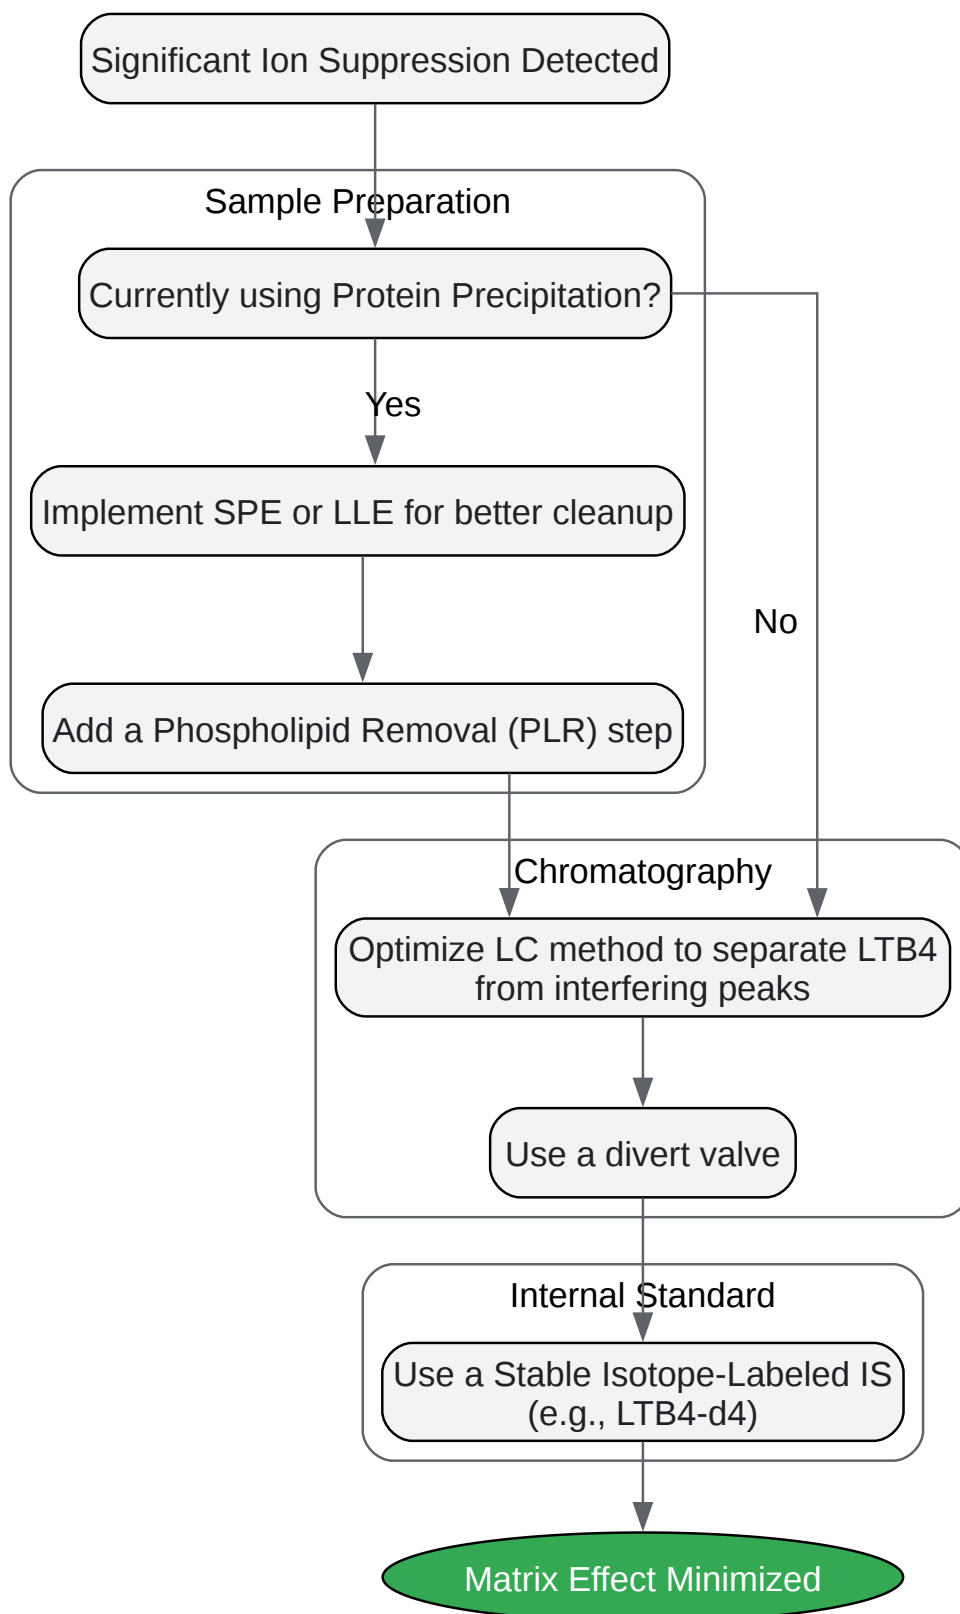 Significant Ion Suppression Detected
Sample Preparation
Currently using Protein Precipitation?
Yes
Implement SPE or LLE for better cleanup
No
Add a Phospholipid Removal (PLR) step
Chromatography
Optimize LC method to separate LTB4
from interfering peaks
Use a divert valve
Internal Standard
Use a Stable Isotope-Labeled IS
(e.g., LTB4-d4)
Matrix Effect Minimized